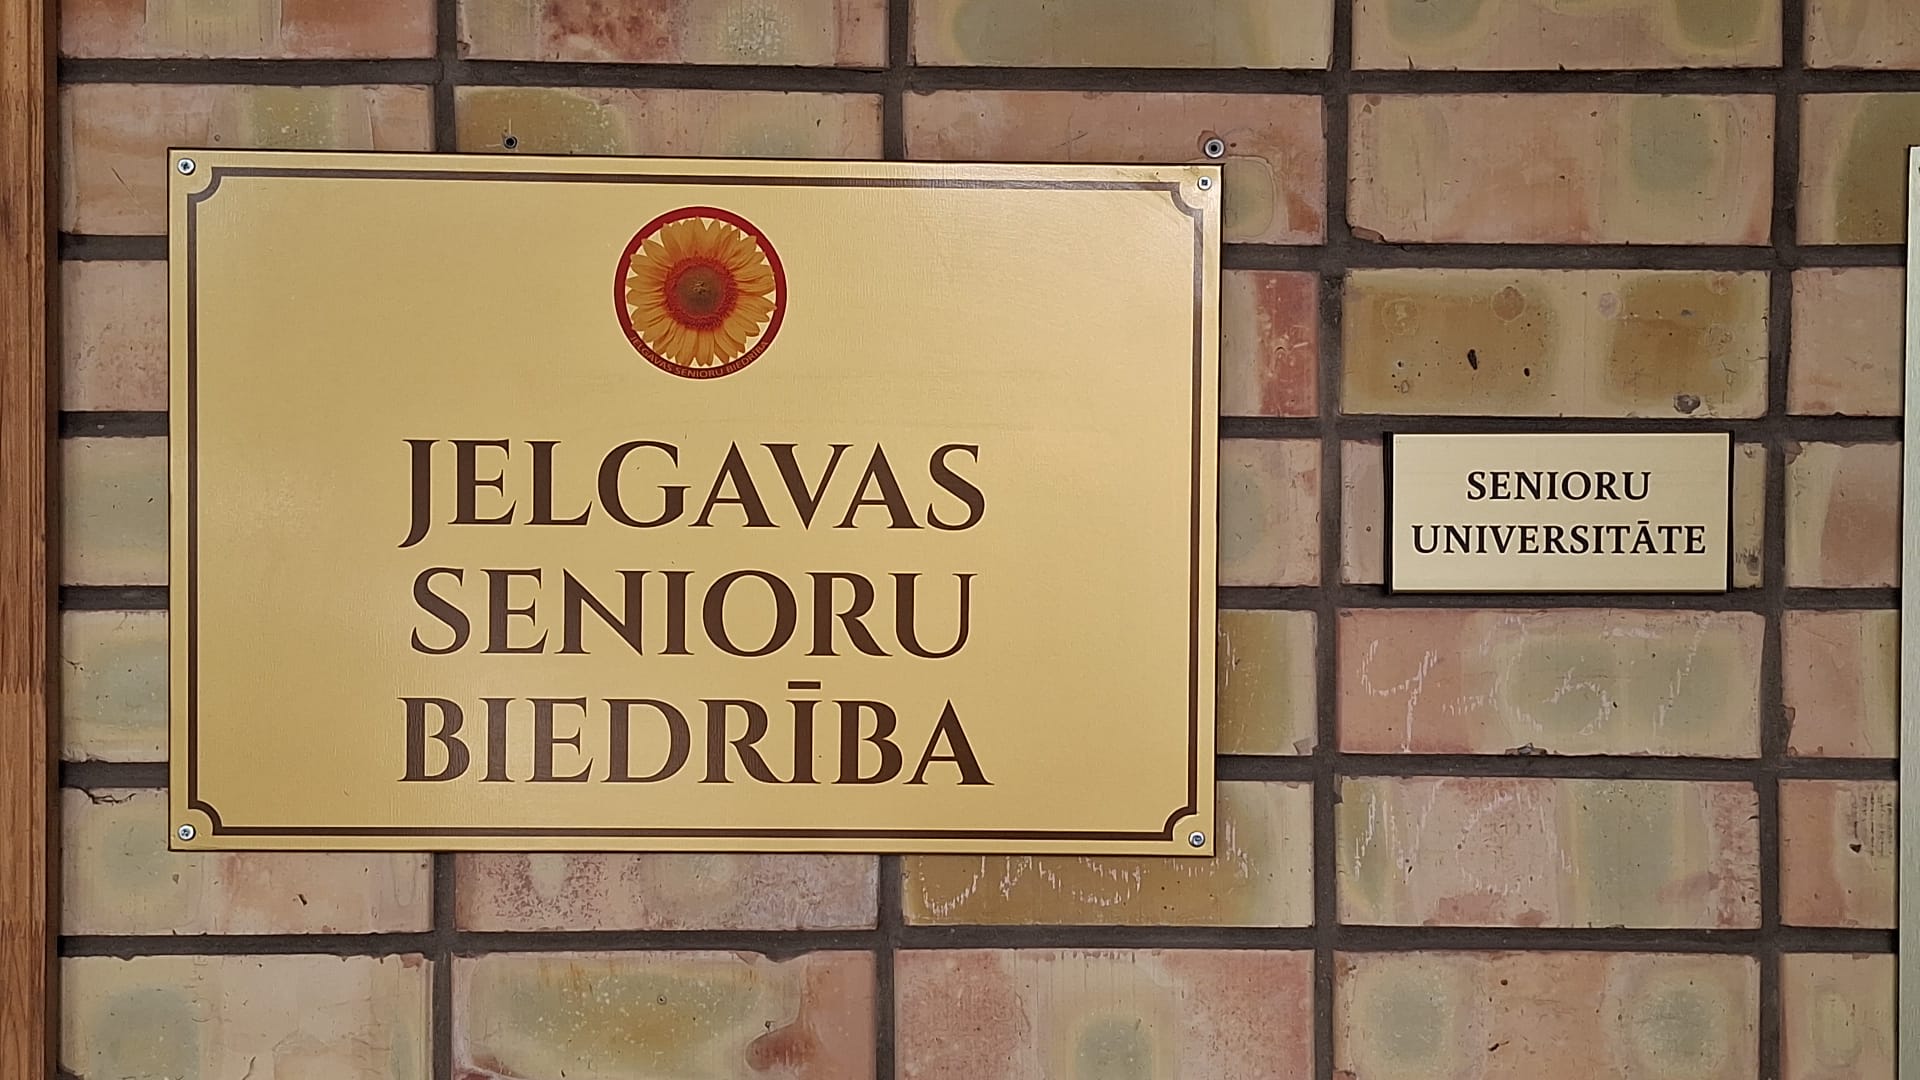 JELGAVAS SENIORU BIEDRĪBA
JELGAVAS
SENIORU
BIEDRĪBA
SENIORU
UNIVERSITĀTE